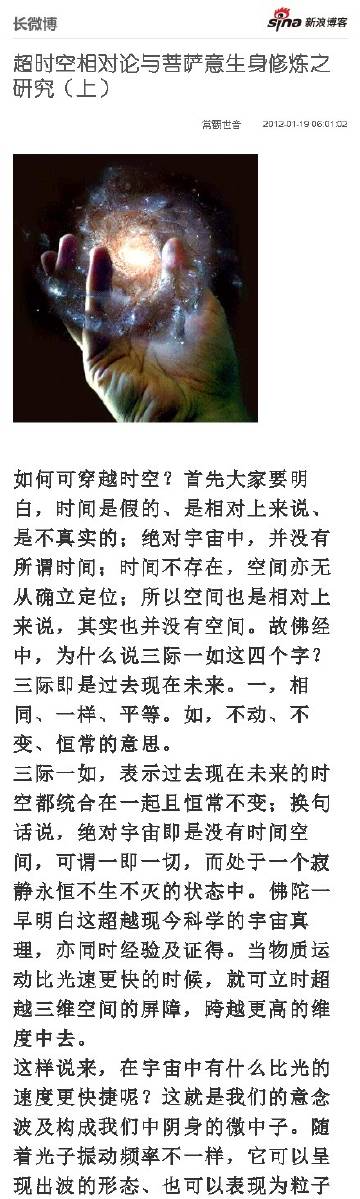 长微博
sina 新浪博客
超时空相对论与菩萨意生身修炼之
研究（上）
常观世音 2012-01-19 06:01:02
如何可穿越时空？首先大家要明
白，时间是假的、是相对上来说、
是不真实的；绝对宇宙中，并没有
所谓时间；时间不存在，空间亦无
从确立定位；所以空间也是相对上
来说，其实也并没有空间。故佛经
中，为什么说三际一如这四个字？
三际即是过去现在未来。一，相
同、一样、平等。如，不动、不
变、恒常的意思。
三际一如，表示过去现在未来的时
空都统合在一起且恒常不变；换句
话说，绝对宇宙即是没有时间空
间，可谓一即一切，而处于一个寂
静永恒不生不灭的状态中。佛陀一
早明白这超越现今科学的宇宙真
理，亦同时经验及证得。当物质运
动比光速更快的时候，就可立时超
越三维空间的屏障，跨越更高的维
度中去。
这样说来，在宇宙中有什么比光的
速度更快捷呢？这就是我们的意念
波及构成我们中阴身的微中子。随
着光子振动频率不一样，它可以呈
现出波的形态、也可以表现为粒子